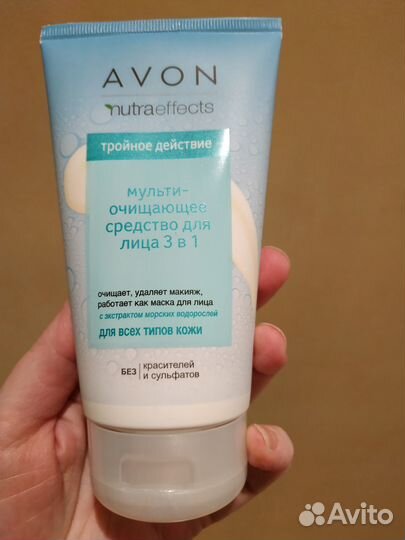 AVON
nutraeffects
тройное действие
мульти-
очищающее
средство для
лица 3 в 1
очищает, удаляет макияж,
работает как маска для лица
с экстрактом морских водорослей
для всех типов кожи
БЕЗ красителей
и сульфатов
Avito